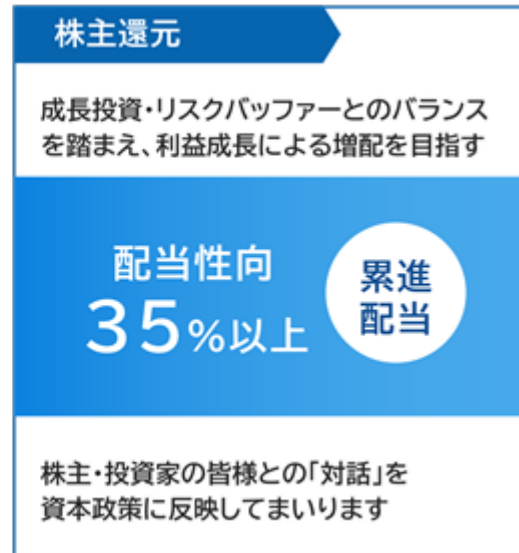 株主還元
成長投資・リスクバッファーとのバランス
を踏まえ、利益成長による増配を目指す
配当性向
35%以上
累進
配当
株主・投資家の皆様との「対話」を
資本政策に反映してまいります